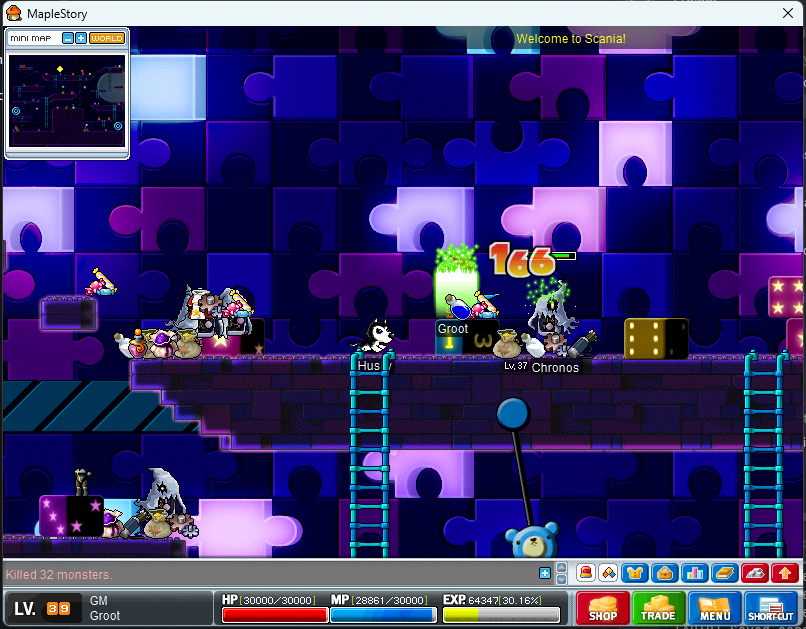 MapleStory
MINI MAP
WORLD
Welcome to Scania!
166
Groot
Hus
Lv. 37 Chronos
Killed 32 monsters.
LV. 39
GM
Groot
HP[30000/30000]
MP[28861/30000]
EXP. 64347[30.16%]
SHOP
TRADE
MENU
SHORT CUT